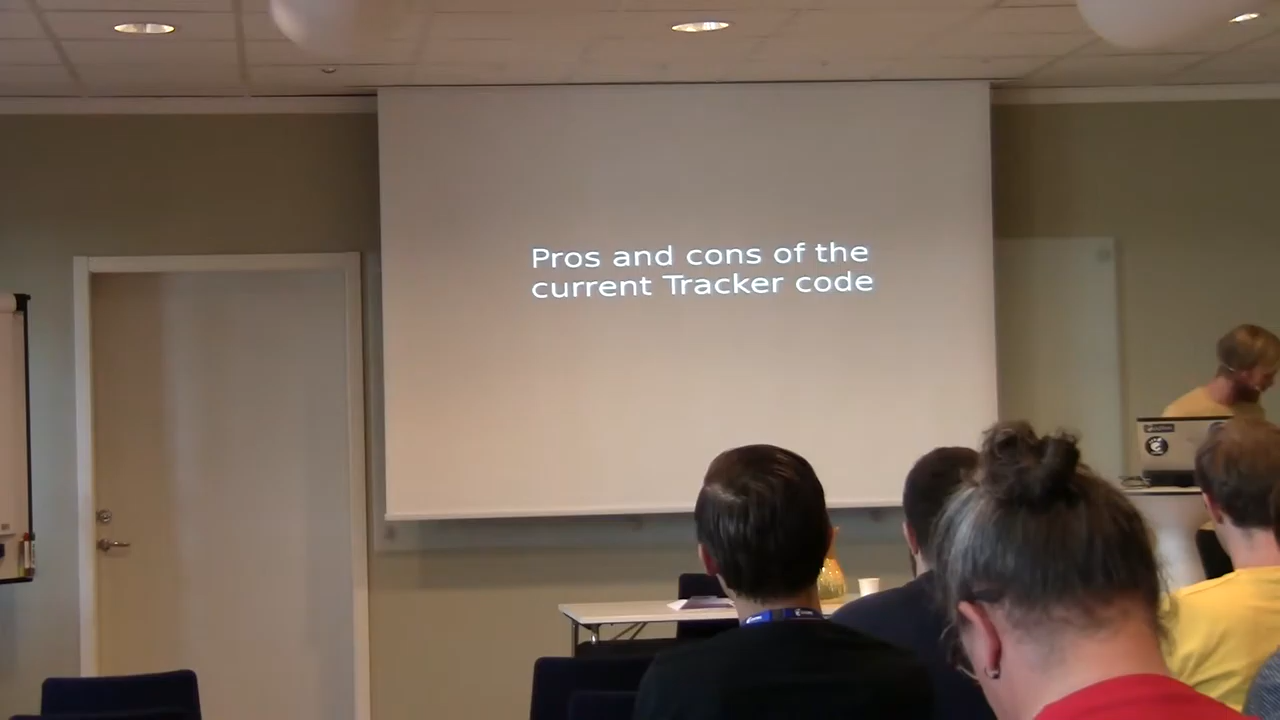 Pros and cons of the
current Tracker code